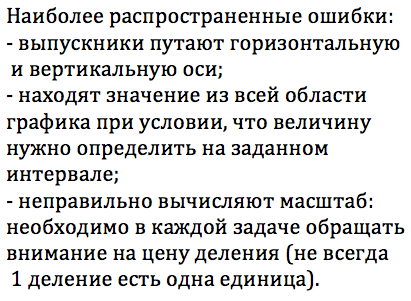 Наиболее распространенные ошибки:
- выпускники путают горизонтальную
и вертикальную оси;
- находят значение из всей области
графика при условии, что величину
нужно определить на заданном
интервале;
- неправильно вычисляют масштаб:
необходимо в каждой задаче обращать
внимание на цену деления (не всегда
1 деление есть одна единица).